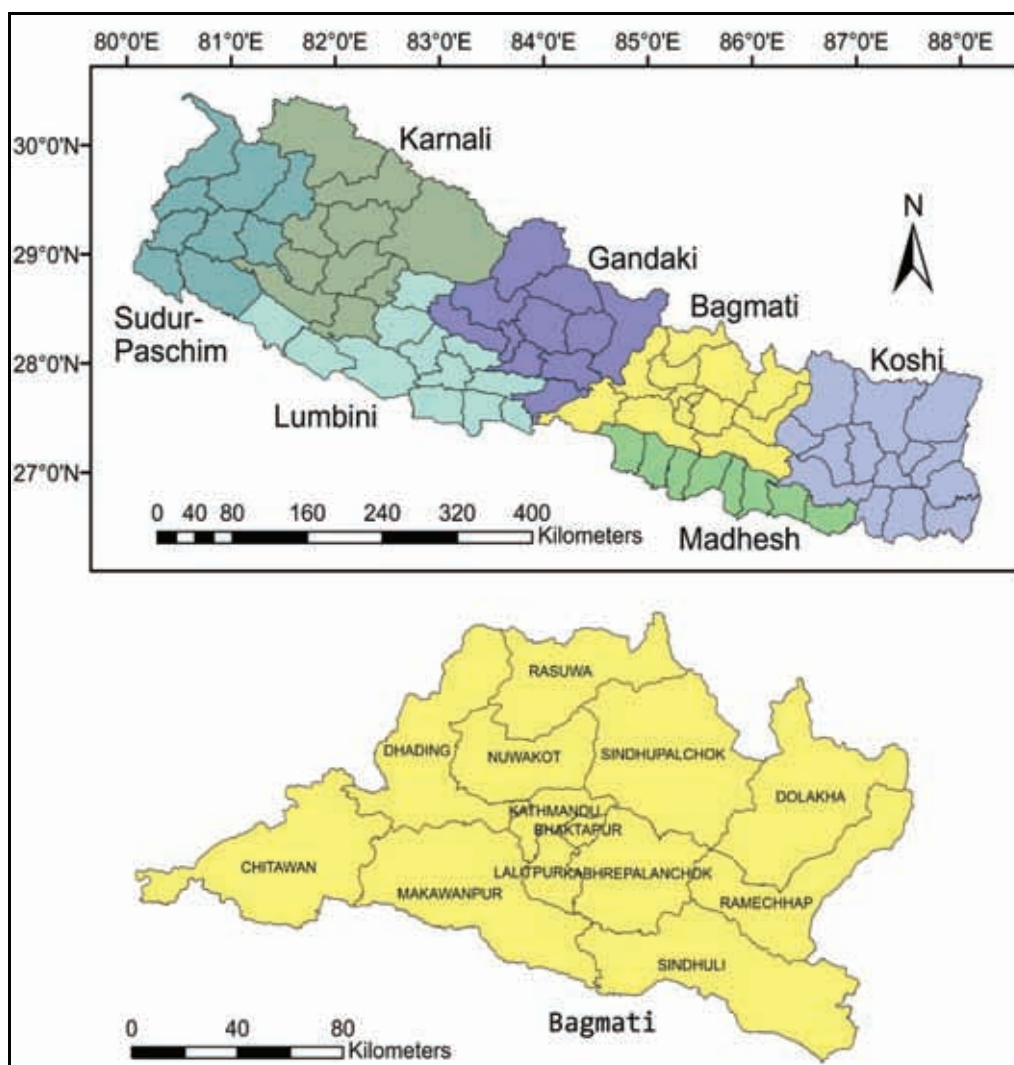 80°0'E 81°0'E 82°0'E 83°0'E 84°0'E 85°0'E 86°0'E 87°0'E 88°0'E
30°0'N
29°0'N
28°0'N
27°0'N
Karnali
N
Gandaki
Bagmati
Sudur-
Paschim
Koshi
Lumbini
Madhesh
0 40 80 160 240 320 400
Kilometers
RASUWA
DHADING
NUWAKOT
SINDHUPALCHOK
DOLAKHA
KATHMANDU
BHAKTAPUR
CHITAWAN
LALITPUR
KABHREPALANCHOK
MAKAWANPUR
RAMECHHAP
SINDHULI
Bagmati
0 40 80
Kilometers